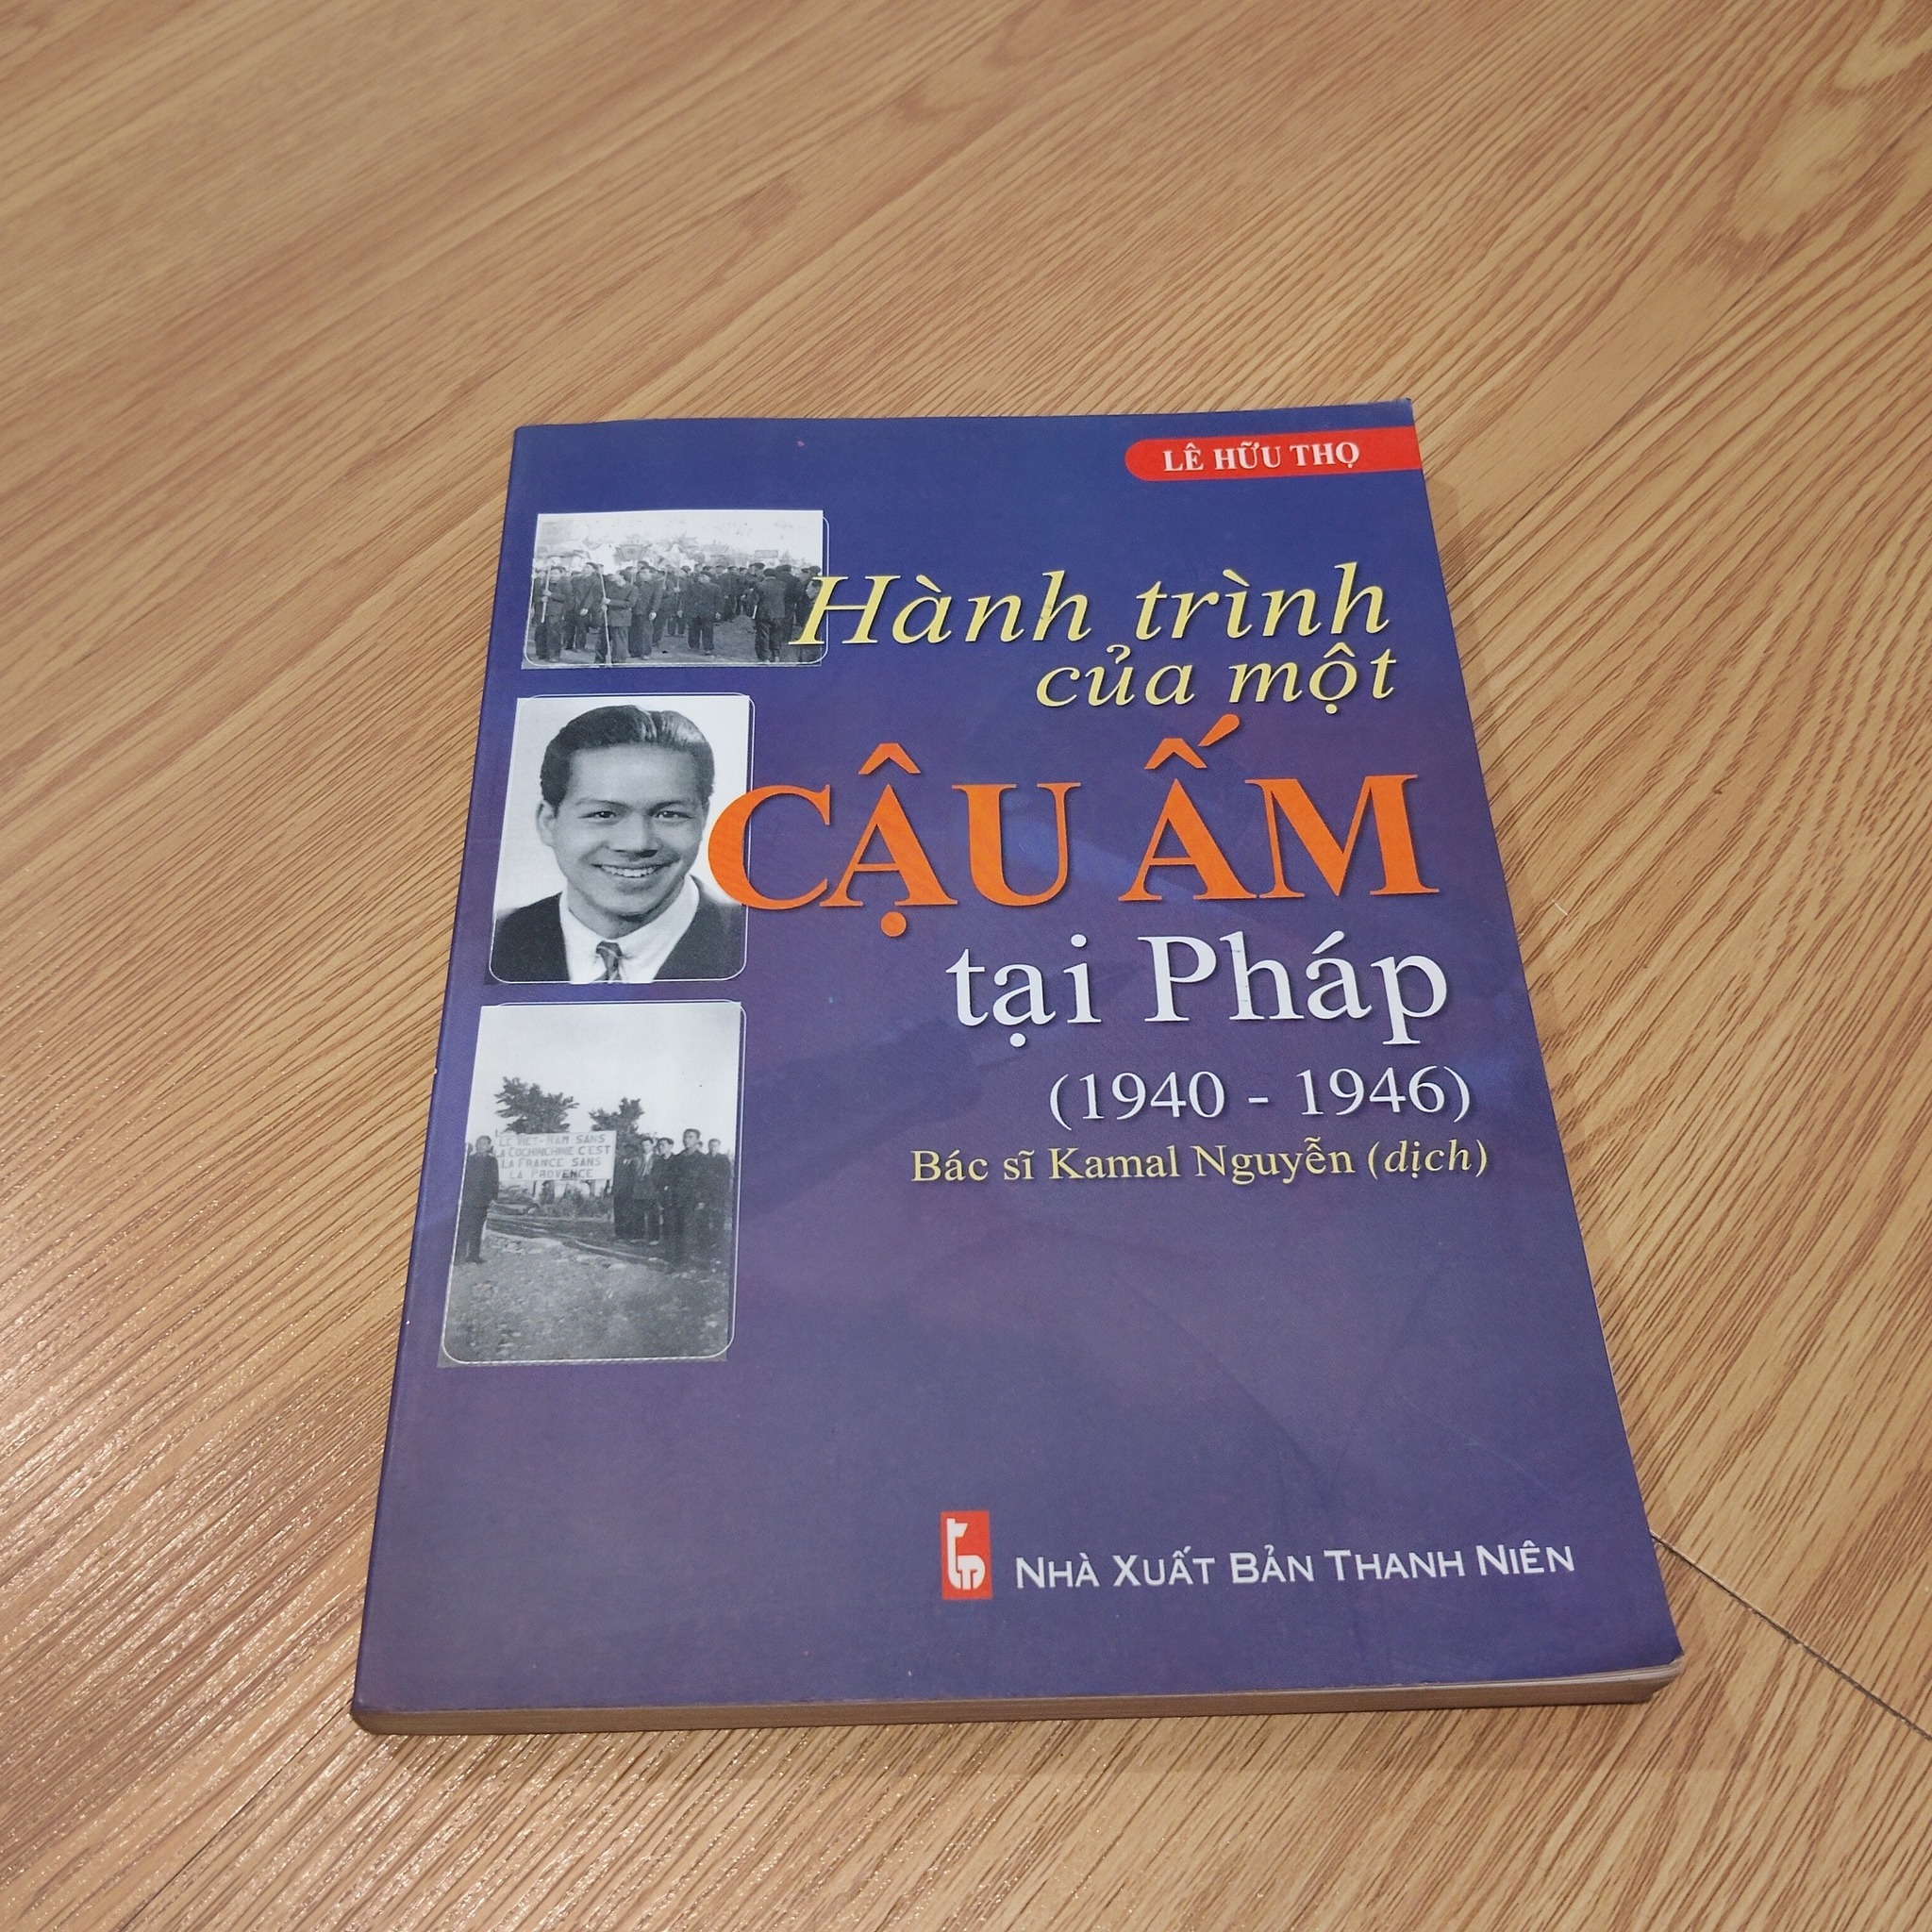 LÊ HỮU THỌ
Hành trình
của một
CẬU ẤM
tại Pháp
(1940 - 1946)
Bác sĩ Kamal Nguyễn (dịch)
LE VIET-NAM SANS
LA COCHINCHINE C'EST
LA FRANCE SANS
LA PROVENCE
NHÀ XUẤT BẢN THANH NIÊN